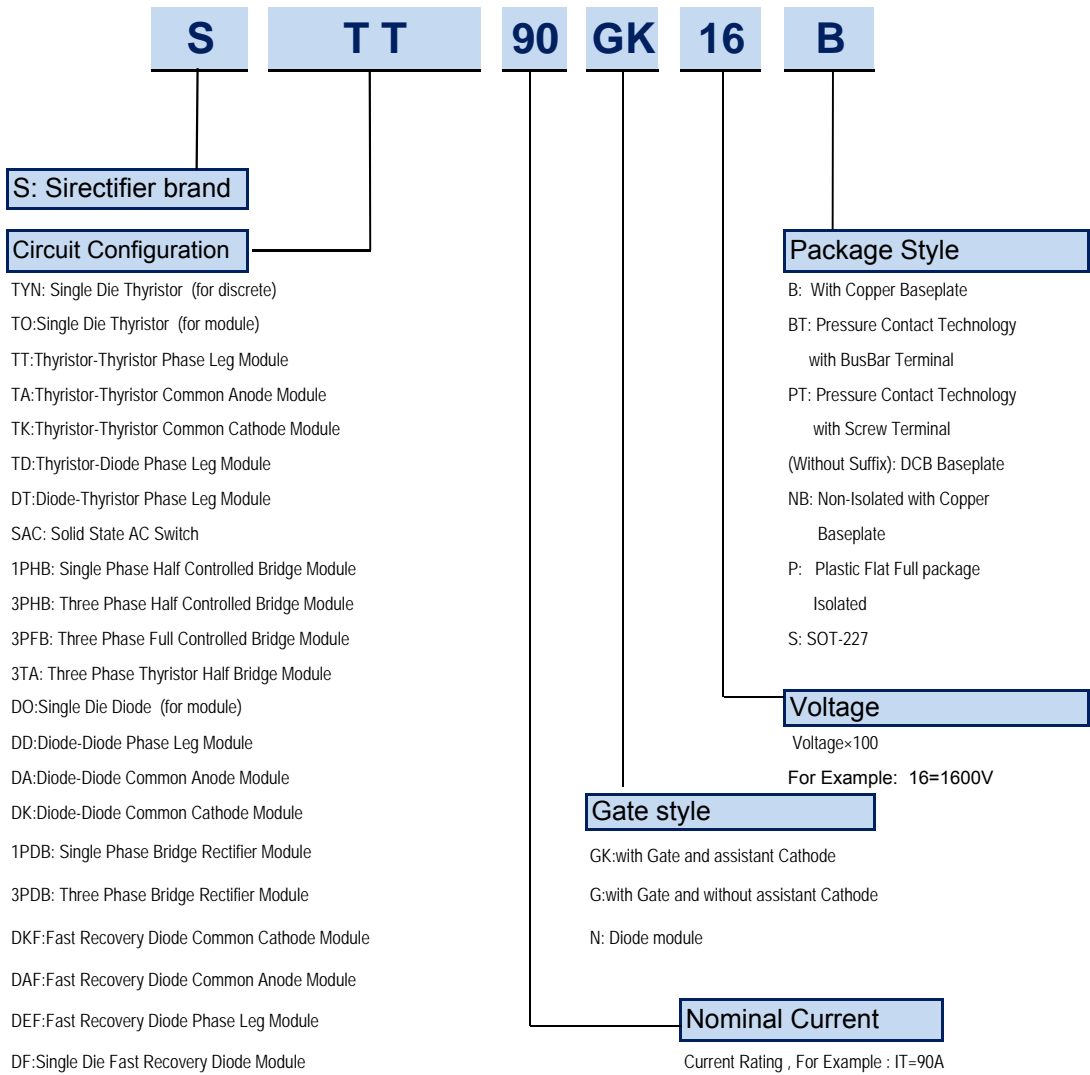 S T T 90 GK 16 B
S: Sirectifier brand
Circuit Configuration
TYN: Single Die Thyristor (for discrete)
TO:Single Die Thyristor (for module)
TT:Thyristor-Thyristor Phase Leg Module
TA:Thyristor-Thyristor Common Anode Module
TK:Thyristor-Thyristor Common Cathode Module
TD:Thyristor-Diode Phase Leg Module
DT:Diode-Thyristor Phase Leg Module
SAC: Solid State AC Switch
1PHB: Single Phase Half Controlled Bridge Module
3PHB: Three Phase Half Controlled Bridge Module
3PFB: Three Phase Full Controlled Bridge Module
3TA: Three Phase Thyristor Half Bridge Module
DO:Single Die Diode (for module)
DD:Diode-Diode Phase Leg Module
DA:Diode-Diode Common Anode Module
DK:Diode-Diode Common Cathode Module
1PDB: Single Phase Bridge Rectifier Module
3PDB: Three Phase Bridge Rectifier Module
DKF:Fast Recovery Diode Common Cathode Module
DAF:Fast Recovery Diode Common Anode Module
DEF:Fast Recovery Diode Phase Leg Module
DF:Single Die Fast Recovery Diode Module
Package Style
B: With Copper Baseplate
BT: Pressure Contact Technology
with BusBar Terminal
PT: Pressure Contact Technology
with Screw Terminal
(Without Suffix): DCB Baseplate
NB: Non-Isolated with Copper
Baseplate
P: Plastic Flat Full package
Isolated
S: SOT-227
Voltage
Voltage×100
For Example: 16=1600V
Gate style
GK:with Gate and assistant Cathode
G:with Gate and without assistant Cathode
N: Diode module
Nominal Current
Current Rating , For Example : IT=90A